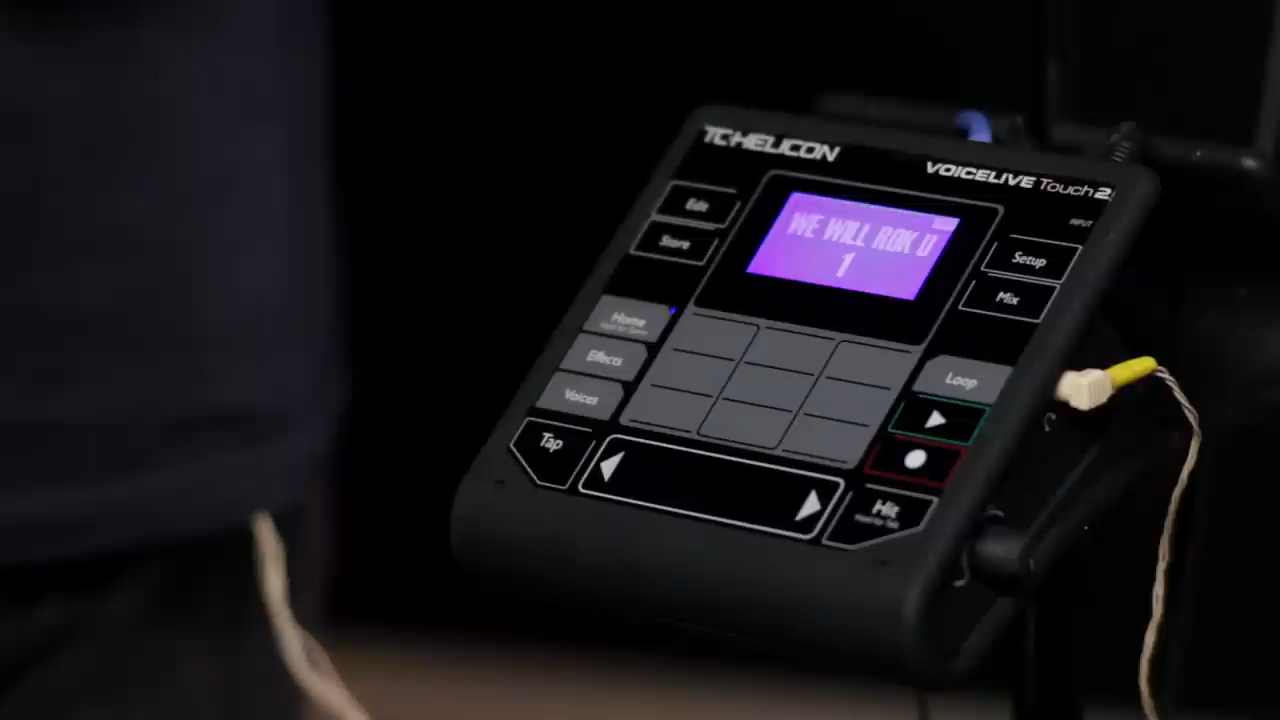 TC·HELICON
VOICELIVE Touch 2
INPUT
Edit
Store
WE WILL ROK U
1
Setup
Mix
Home
Effects
Voices
Loop
Tap
Hit